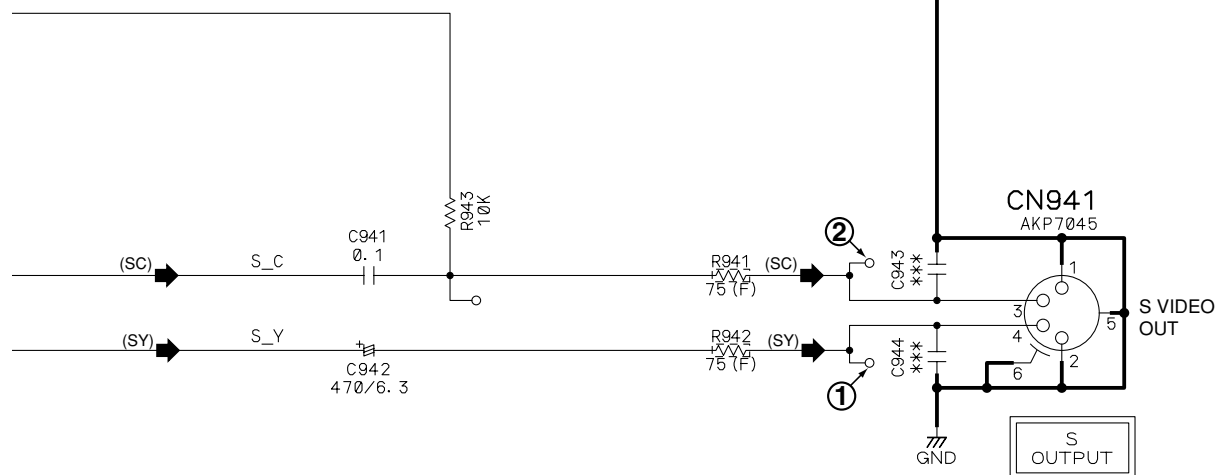 CN941
AKP7045
R943
10K
C941
0.1
(SC)
S_C
R941
75 (F)
(SC)
2
C943
***
1
3
S VIDEO
OUT
5
4
(SY)
S_Y
C942
470/6.3
+
R942
75 (F)
(SY)
1
C944
***
6
2
GND
S
OUTPUT